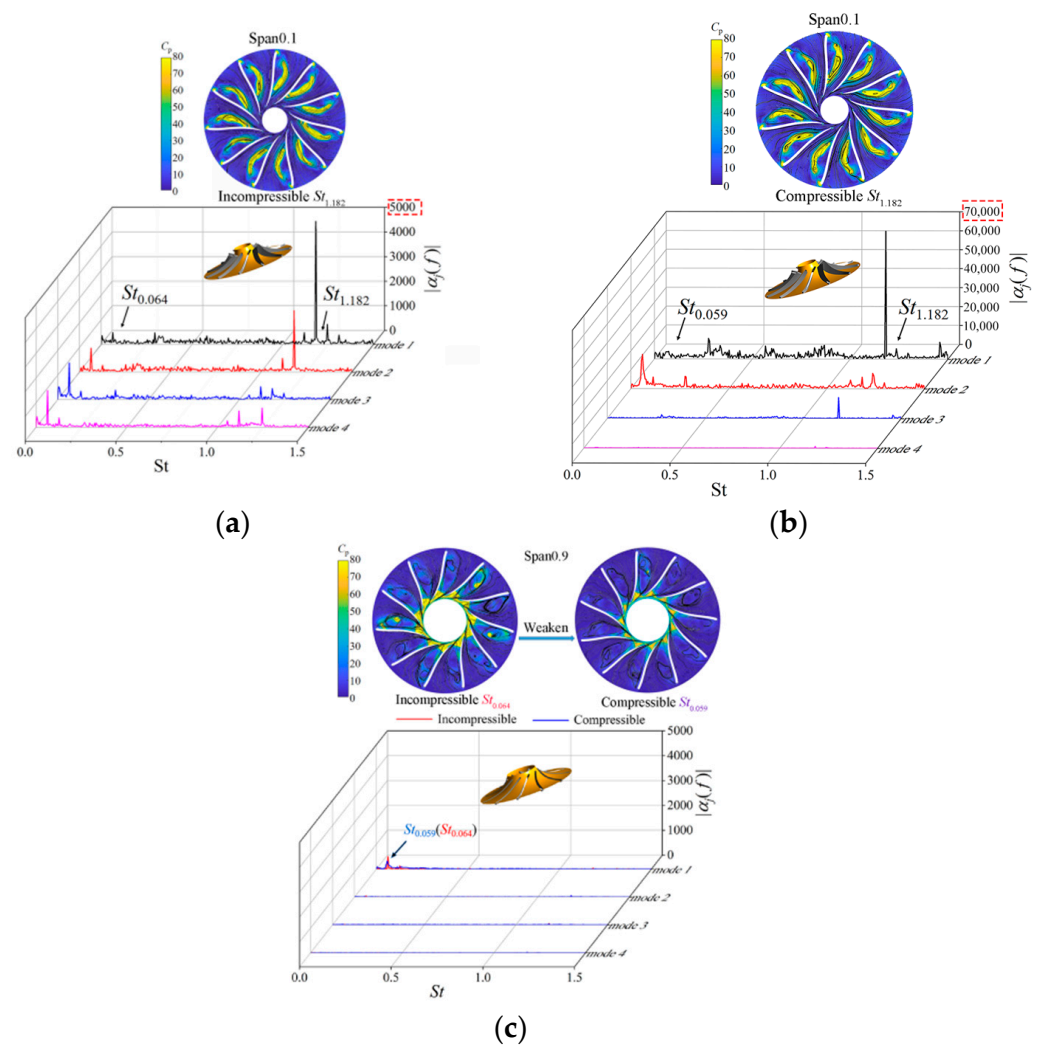 Cp
80
70
60
50
40
30
20
10
0
Span0.1
Incompressible St1.182
5000
4000
3000
2000
1000
0
|αj(f)|
St0.064
St1.182
mode 1
mode 2
mode 3
mode 4
0.0 0.5 1.0 1.5
St
(a)
Cp
80
70
60
50
40
30
20
10
0
Span0.1
Compressible St1.182
70,000
60,000
50,000
40,000
30,000
20,000
10,000
0
|αj(f)|
St0.059
St1.182
mode 1
mode 2
mode 3
mode 4
0.0 0.5 1.0 1.5
St
(b)
Cp
80
70
60
50
40
30
20
10
0
Span0.9
Weaken
Incompressible St0.064
Compressible St0.059
Incompressible Compressible
5000
4000
3000
2000
1000
0
|αj(f)|
St0.059(St0.064)
mode 1
mode 2
mode 3
mode 4
0.0 0.5 1.0 1.5
St
(c)